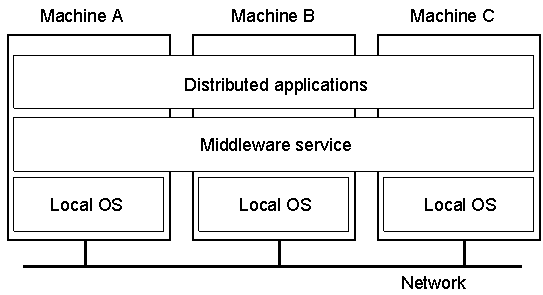 Machine A Machine B Machine C
Distributed applications
Middleware service
Local OS Local OS Local OS
Network